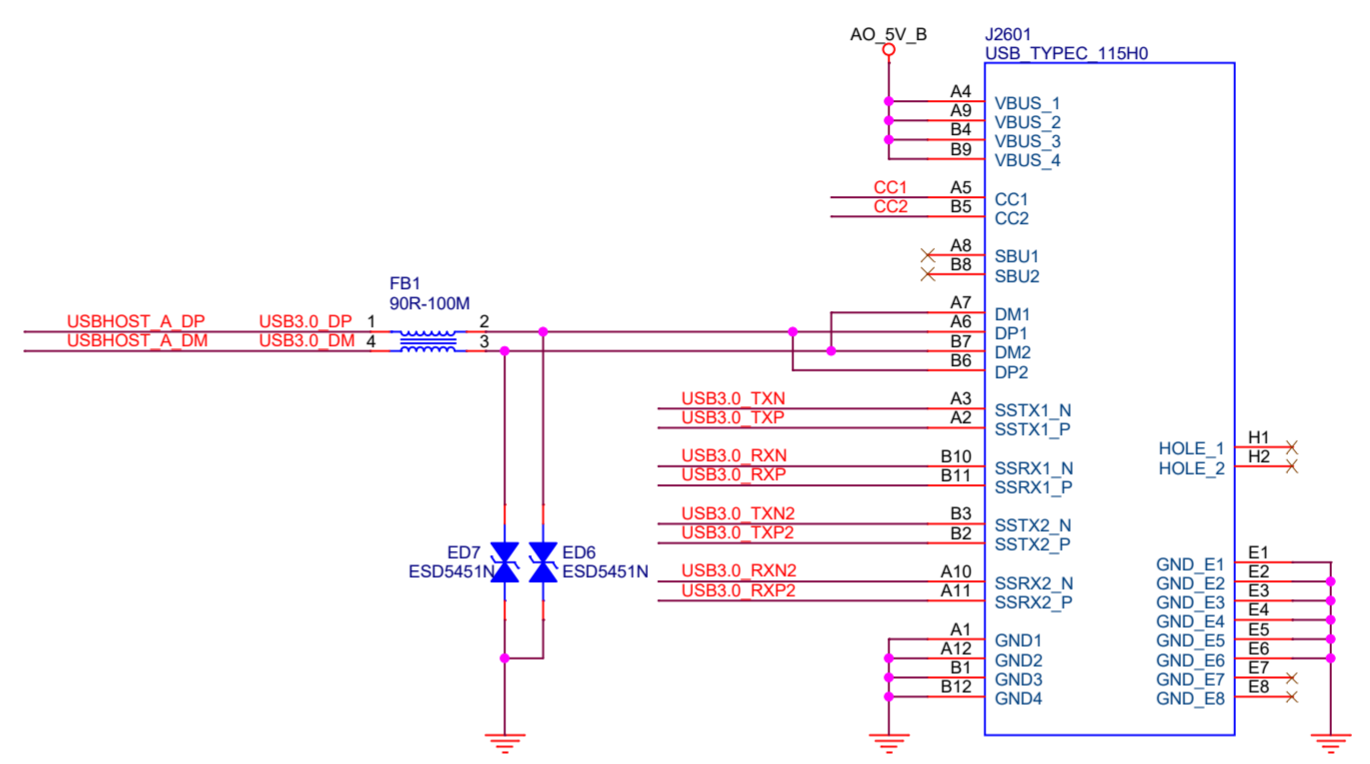 AO_5V_B
J2601
USB_TYPEC_115H0
A4 VBUS_1
A9 VBUS_2
B4 VBUS_3
B9 VBUS_4
CC1 A5 CC1
CC2 B5 CC2
A8 SBU1
B8 SBU2
FB1
90R-100M
A7 DM1
USBHOST_A_DP USB3.0_DP 1 2 A6 DP1
USBHOST_A_DM USB3.0_DM 4 3 B7 DM2
B6 DP2
USB3.0_TXN A3 SSTX1_N
USB3.0_TXP A2 SSTX1_P
HOLE_1 H1
USB3.0_RXN B10 SSRX1_N HOLE_2 H2
USB3.0_RXP B11 SSRX1_P
USB3.0_TXN2 B3 SSTX2_N
USB3.0_TXP2 B2 SSTX2_P
ED7 ED6 GND_E1 E1
ESD5451N ESD5451N
USB3.0_RXN2 A10 SSRX2_N GND_E2 E2
USB3.0_RXP2 A11 SSRX2_P GND_E3 E3
GND_E4 E4
A1 GND1 GND_E5 E5
A12 GND2 GND_E6 E6
B1 GND3 GND_E7 E7
B12 GND4 GND_E8 E8